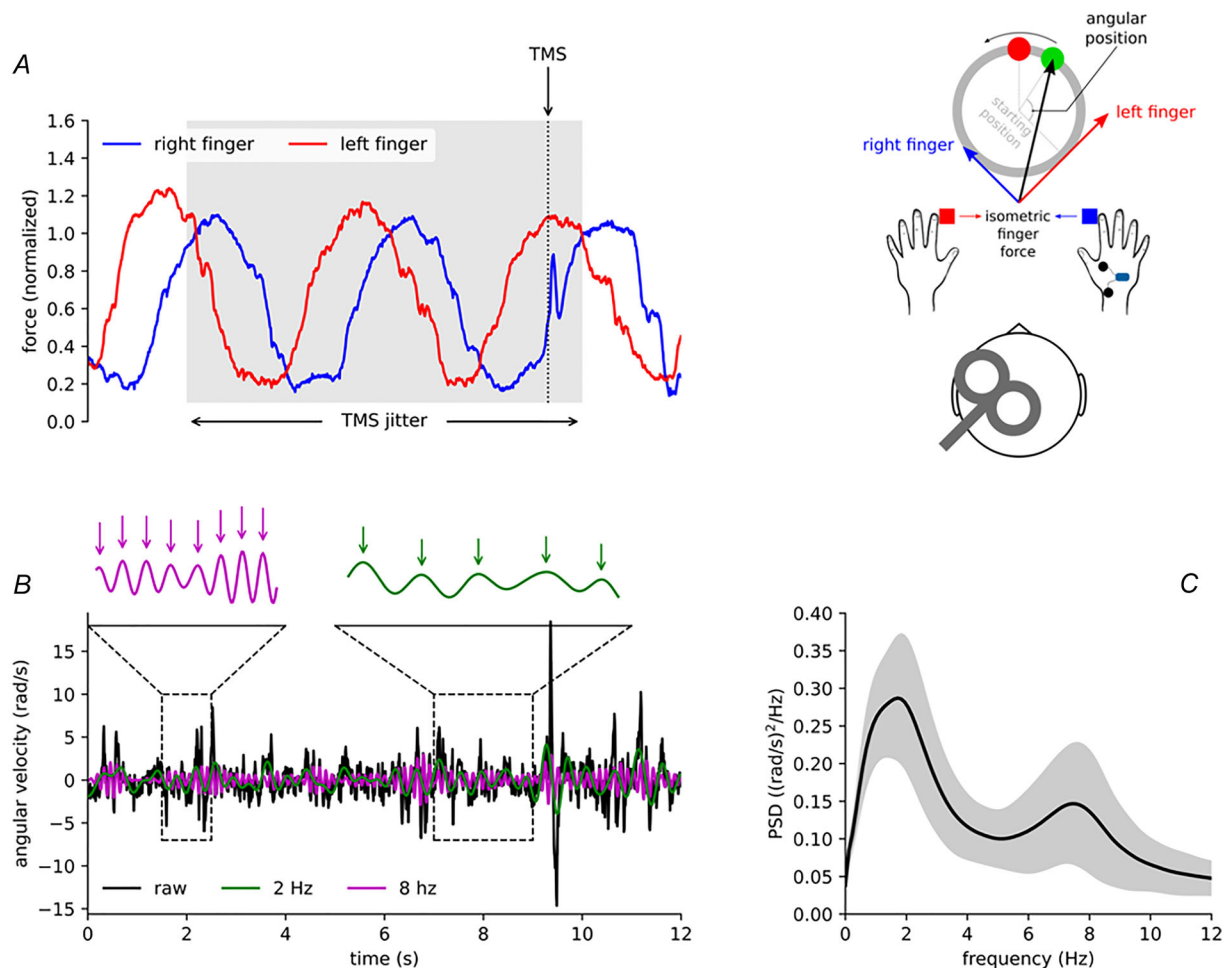 A
TMS
1.6
1.4
1.2
1.0
0.8
0.6
0.4
0.2
0.0
force (normalized)
right finger
left finger
TMS jitter
angular
position
starting
position
left finger
right finger
isometric
finger
force
B
15
10
5
0
−5
−10
−15
angular velocity (rad/s)
raw
2 Hz
8 hz
0
2
4
6
8
10
12
time (s)
C
0.40
0.35
0.30
0.25
0.20
0.15
0.10
0.05
0.00
PSD ((rad/s)²/Hz)
0
2
4
6
8
10
12
frequency (Hz)